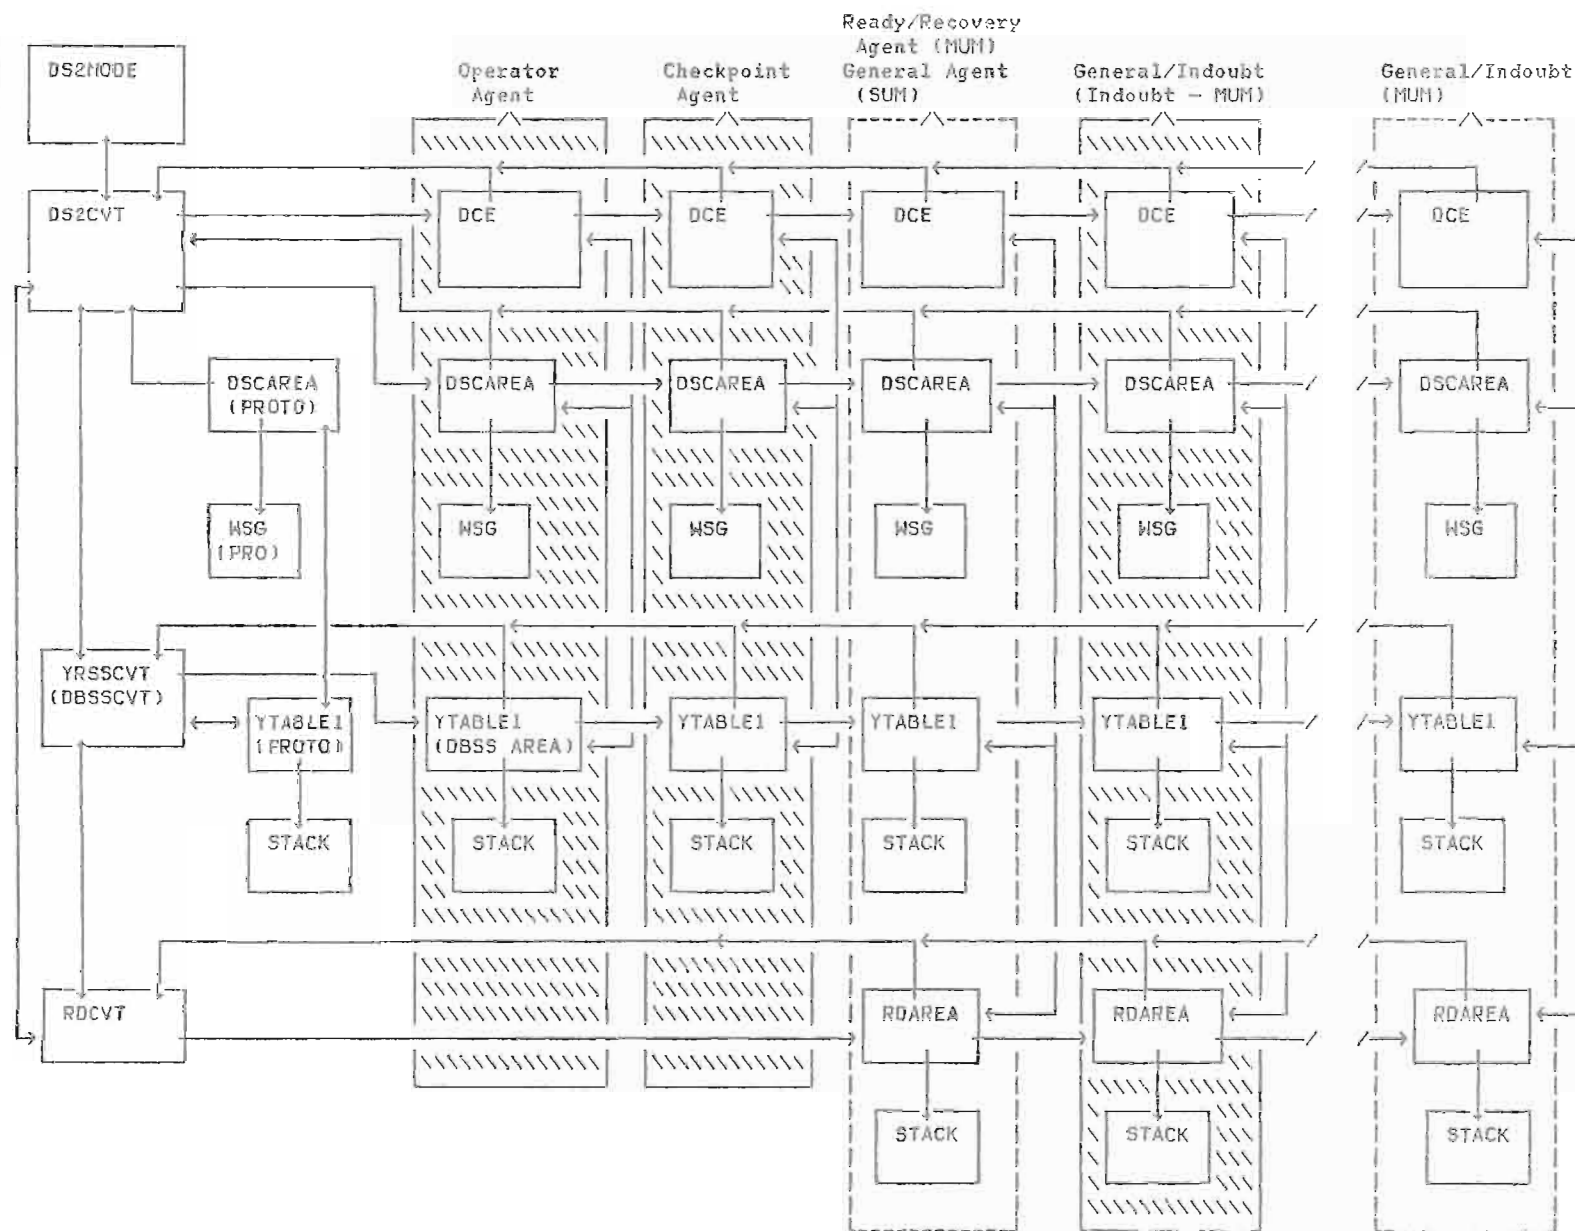 Ready/Recovery
Agent (MUM)
General Agent
(SUM)
Operator
Agent
Checkpoint
Agent
General/Indoubt
(Indoubt - MUM)
General/Indoubt
(MUM)
DS2MODE
DS2CVT
DCE
DCE
DCE
DCE
DCE
DSCAREA
(PROTO)
DSCAREA
DSCAREA
DSCAREA
DSCAREA
DSCAREA
WSG
(PRO)
WSG
WSG
WSG
WSG
WSG
YRSSCVT
(DBSSCVT)
YTABLE1
(PROTO)
YTABLE1
(DBSS AREA)
YTABLE1
YTABLE1
YTABLE1
YTABLE1
STACK
STACK
STACK
STACK
STACK
STACK
RDCVT
RDAREA
RDAREA
RDAREA
STACK
STACK
STACK